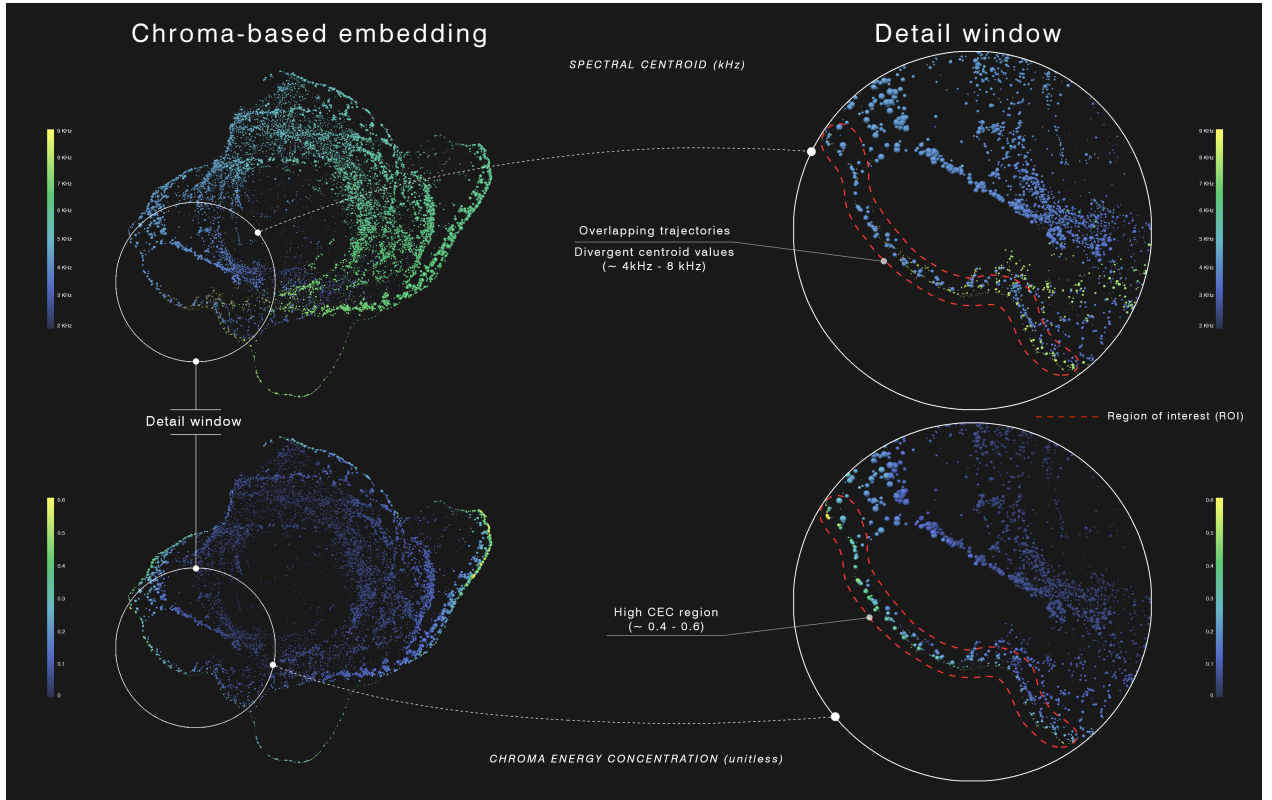 Chroma-based embedding
Detail window
SPECTRAL CENTROID (kHz)
9 KHz
8 KHz
7 KHz
6 KHz
5 KHz
4 KHz
3 KHz
2 KHz
Overlapping trajectories
Divergent centroid values
(~ 4kHz - 8 kHz)
9 KHz
8 KHz
7 KHz
6 KHz
5 KHz
4 KHz
3 KHz
2 KHz
Detail window
Region of interest (ROI)
0.6
0.5
0.4
0.3
0.2
0.1
0
High CEC region
(~ 0.4 - 0.6)
0.6
0.5
0.4
0.3
0.2
0.1
0
CHROMA ENERGY CONCENTRATION (unitless)